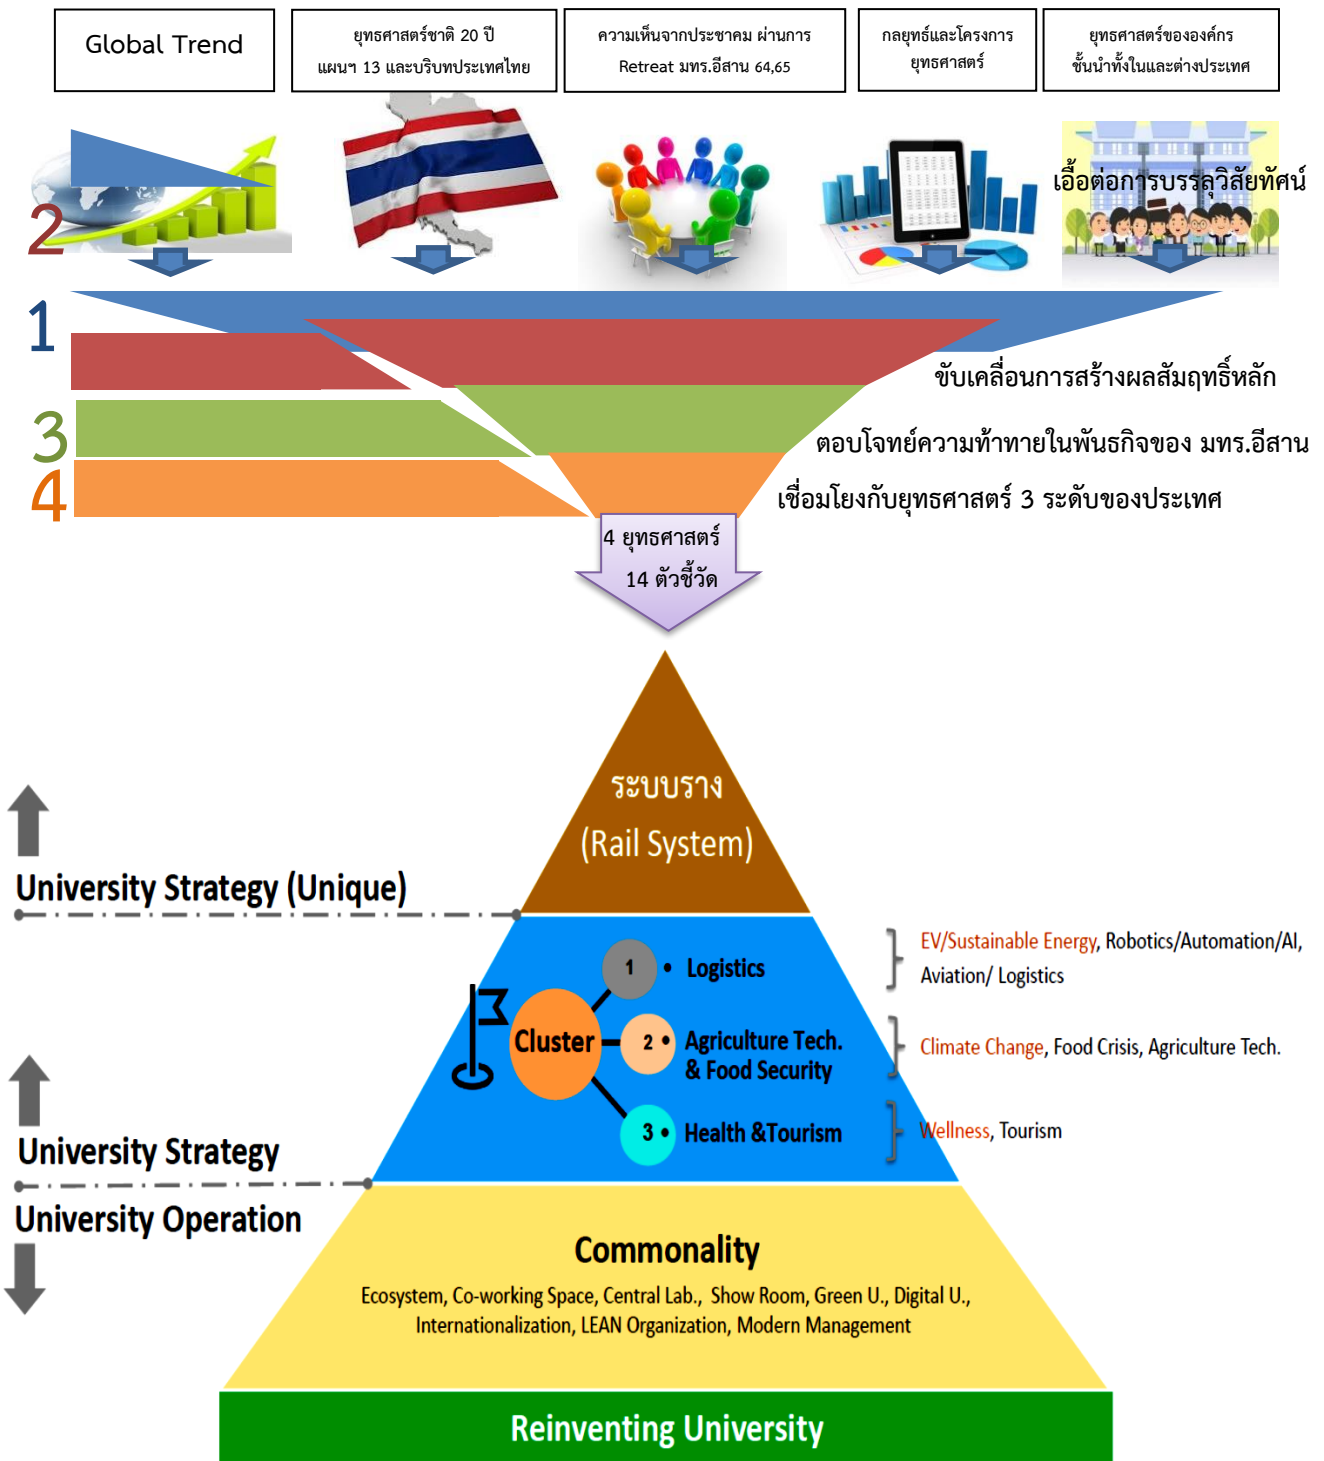 Global Trend
ยุทธศาสตร์ชาติ 20 ปี
แผนฯ 13 และบริบทประเทศไทย
ความเห็นจากประชาคม ผ่านการ
Retreat มทร.อีสาน 64,65
กลยุทธ์และโครงการ
ยุทธศาสตร์
ยุทธศาสตร์ขององค์กร
ชั้นนำทั้งในและต่างประเทศ
เอื้อต่อการบรรลุวิสัยทัศน์
2
1
ขับเคลื่อนการสร้างผลสัมฤทธิ์หลัก
3
ตอบโจทย์ความท้าทายในพันธกิจของ มทร.อีสาน
4
เชื่อมโยงกับยุทธศาสตร์ 3 ระดับของประเทศ
4 ยุทธศาสตร์
14 ตัวชี้วัด
ระบบราง
(Rail System)
University Strategy (Unique)
EV/Sustainable Energy, Robotics/Automation/AI,
Aviation/ Logistics
1 • Logistics
Cluster
2 • Agriculture Tech.
& Food Security
Climate Change, Food Crisis, Agriculture Tech.
3 • Health &Tourism
Wellness, Tourism
University Strategy
University Operation
Commonality
Ecosystem, Co-working Space, Central Lab., Show Room, Green U., Digital U.,
Internationalization, LEAN Organization, Modern Management
Reinventing University